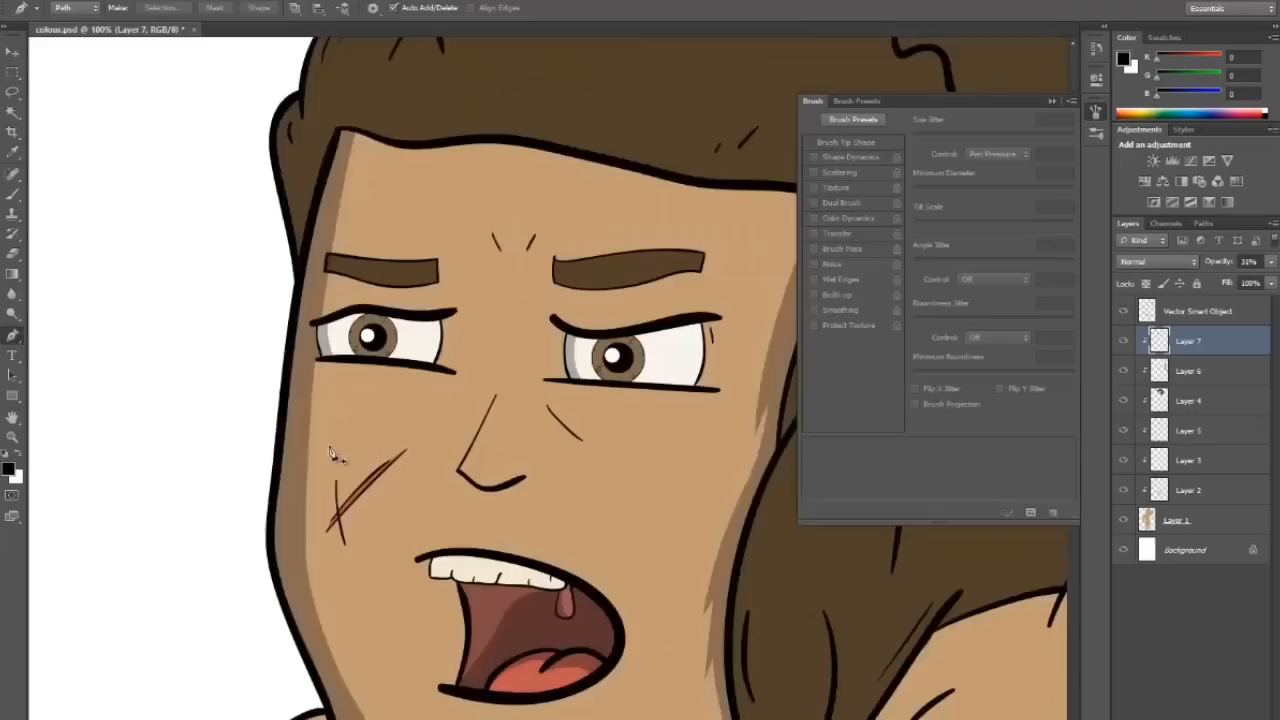 Path Make: Selection... Mask Shape Auto Add/Delete Align Edges Essentials
colour.psd @ 100% (Layer 7, RGB/8) * ×
Color Swatches
R 0
G 0
B 0
Brush Brush Presets
Brush Presets Size Jitter
Brush Tip Shape
Shape Dynamics Control: Pen Pressure
Scattering Minimum Diameter
Texture
Dual Brush Tilt Scale
Color Dynamics
Transfer
Brush Pose Angle Jitter
Noise
Wet Edges Control: Off
Build-up
Smoothing Roundness Jitter
Protect Texture
Control: Off
Minimum Roundness
Flip X Jitter Flip Y Jitter
Brush Projection
Adjustments Styles
Add an adjustment
Layers Channels Paths
Kind
Normal Opacity: 31%
Lock: Fill: 100%
Vector Smart Object
Layer 7
Layer 6
Layer 4
Layer 5
Layer 3
Layer 2
Layer 1
Background